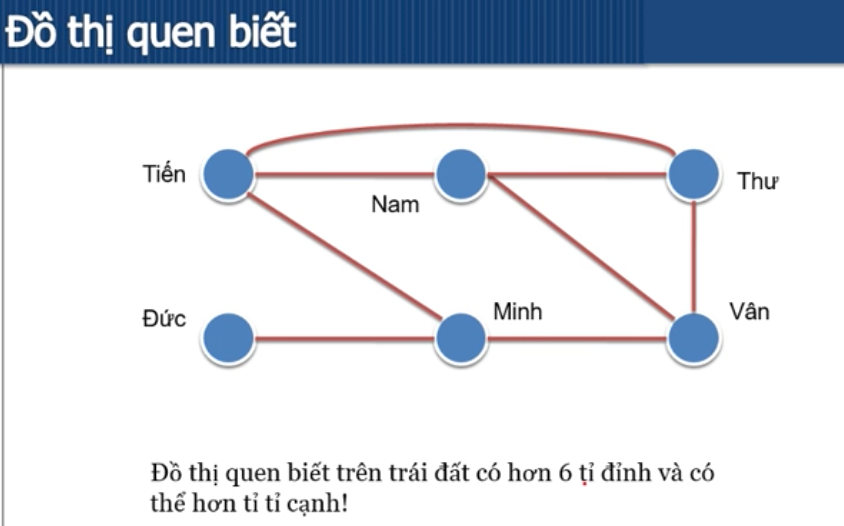 Đồ thị quen biết
Tiến
Nam
Thư
Đức
Minh
Vân
Đồ thị quen biết trên trái đất có hơn 6 tỉ đỉnh và có
thể hơn tỉ tỉ cạnh!